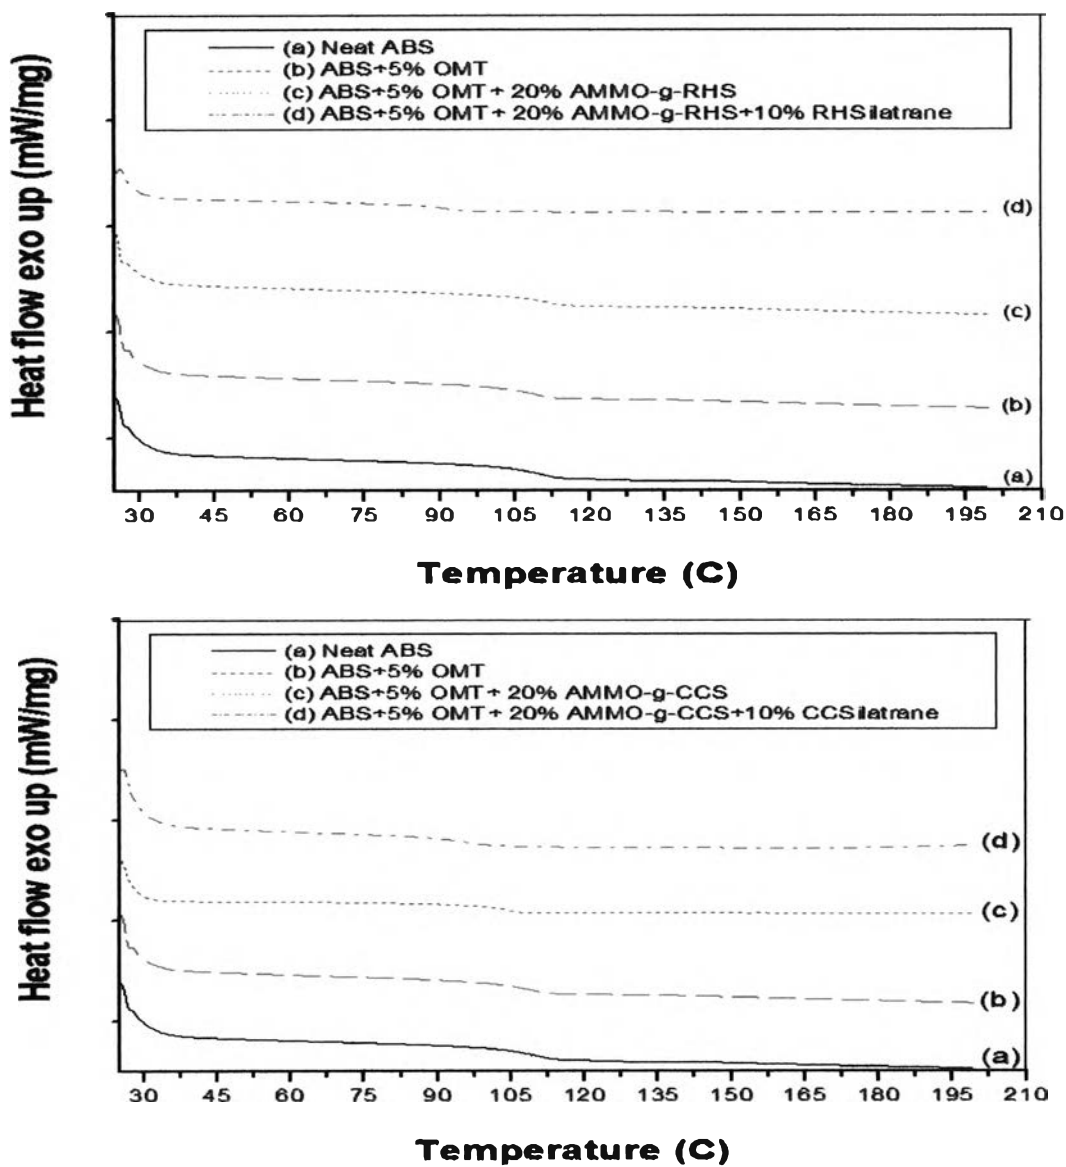 Heat flow exo up (mW/mg)
(a) Neat ABS
(b) ABS+5% OMT
(c) ABS+5% OMT+ 20% AMMO-g-RHS
(d) ABS+5% OMT+ 20% AMMO-g-RHS+10% RHSilatrane
(d)
(c)
(b)
(a)
30 45 60 75 90 105 120 135 150 165 180 195 210
Temperature (C)
Heat flow exo up (mW/mg)
(a) Neat ABS
(b) ABS+5% OMT
(c) ABS+5% OMT+ 20% AMMO-g-CCS
(d) ABS+5% OMT+ 20% AMMO-g-CCS+10% CCSilatrane
(d)
(c)
(b)
(a)
30 45 60 75 90 105 120 135 150 165 180 195 210
Temperature (C)